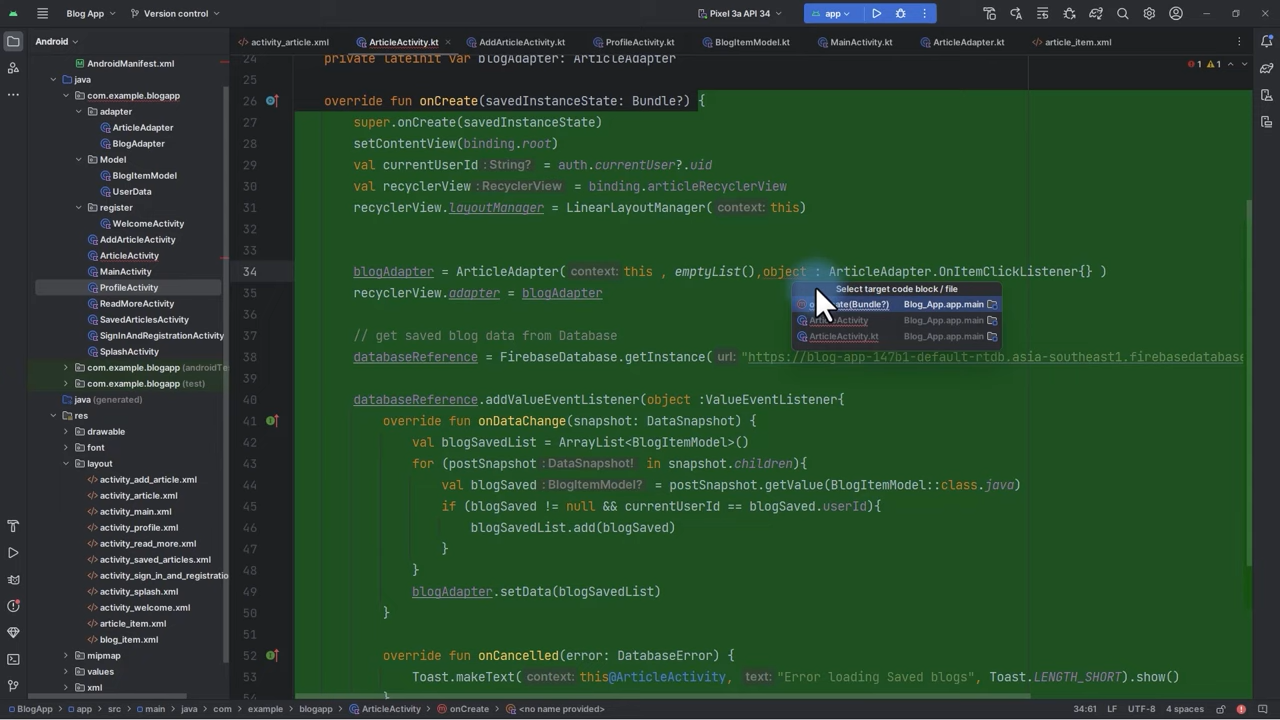 Blog App
Version control
Pixel 3a API 34
app
Android
activity_article.xml
ArticleActivity.kt
AddArticleActivity.kt
ProfileActivity.kt
BlogItemModel.kt
MainActivity.kt
ArticleAdapter.kt
article_item.xml
AndroidManifest.xml
java
com.example.blogapp
adapter
ArticleAdapter
BlogAdapter
Model
BlogItemModel
UserData
register
WelcomeActivity
AddArticleActivity
ArticleActivity
MainActivity
ProfileActivity
ReadMoreActivity
SavedArticlesActivity
SignInAndRegistrationActivity
SplashActivity
com.example.blogapp (androidTe
com.example.blogapp (test)
java (generated)
res
drawable
font
layout
activity_add_article.xml
activity_article.xml
activity_main.xml
activity_profile.xml
activity_read_more.xml
activity_saved_articles.xml
activity_sign_in_and_registratio
activity_splash.xml
activity_welcome.xml
article_item.xml
blog_item.xml
mipmap
values
xml
1 1
24 private lateinit var blogAdapter: ArticleAdapter
25
26 override fun onCreate(savedInstanceState: Bundle?) {
27 super.onCreate(savedInstanceState)
28 setContentView(binding.root)
29 val currentUserId : String? = auth.currentUser?.uid
30 val recyclerView : RecyclerView = binding.articleRecyclerView
31 recyclerView.layoutManager = LinearLayoutManager( context: this)
32
33
34 blogAdapter = ArticleAdapter( context: this , emptyList(),object : ArticleAdapter.OnItemClickListener{} )
35 recyclerView.adapter = blogAdapter
Select target code block / file
(Bundle?) Blog_App.app.main
ArticleActivity Blog_App.app.main
ArticleActivity.kt Blog_App.app.main
36
37 // get saved blog data from Database
38 databaseReference = FirebaseDatabase.getInstance( url: "https://blog-app-147b1-default-rtdb.asia-southeast1.firebasedatabase
39
40 databaseReference.addValueEventListener(object :ValueEventListener{
41 override fun onDataChange(snapshot: DataSnapshot) {
42 val blogSavedList = ArrayList<BlogItemModel>()
43 for (postSnapshot : DataSnapshot! in snapshot.children){
44 val blogSaved : BlogItemModel? = postSnapshot.getValue(BlogItemModel::class.java)
45 if (blogSaved != null && currentUserId == blogSaved.userId){
46 blogSavedList.add(blogSaved)
47 }
48 }
49 blogAdapter.setData(blogSavedList)
50 }
51
52 override fun onCancelled(error: DatabaseError) {
53 Toast.makeText( context: this@ArticleActivity, text: "Error loading Saved blogs", Toast.LENGTH_SHORT).show()
54 }
BlogApp app src main java com example blogapp ArticleActivity onCreate <no name provided>
34:61 LF UTF-8 4 spaces